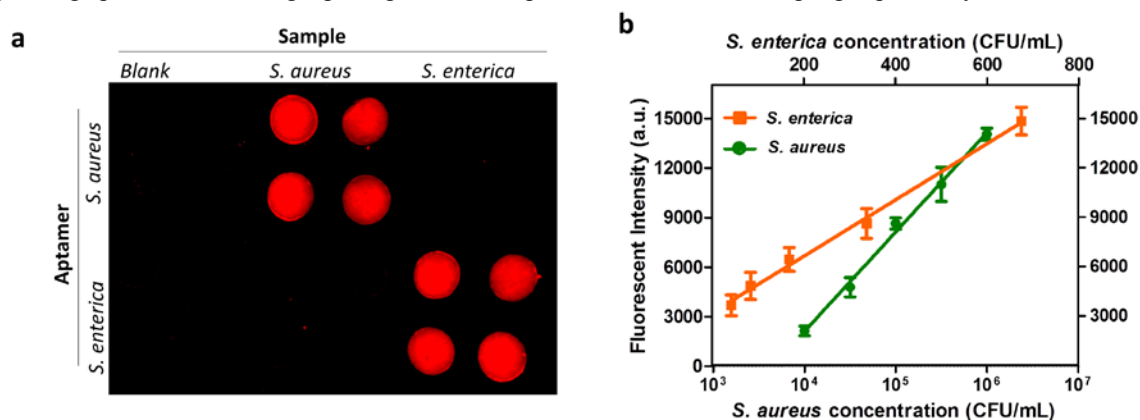 a
Sample
Blank S. aureus S. enterica
Aptamer
S. aureus
S. enterica
b
S. enterica concentration (CFU/mL)
0 200 400 600 800
Fluorescent Intensity (a.u.)
15000 15000
12000 12000
9000 9000
6000 6000
3000 3000
0
S. enterica
S. aureus
10³ 10⁴ 10⁵ 10⁶ 10⁷
S. aureus concentration (CFU/mL)